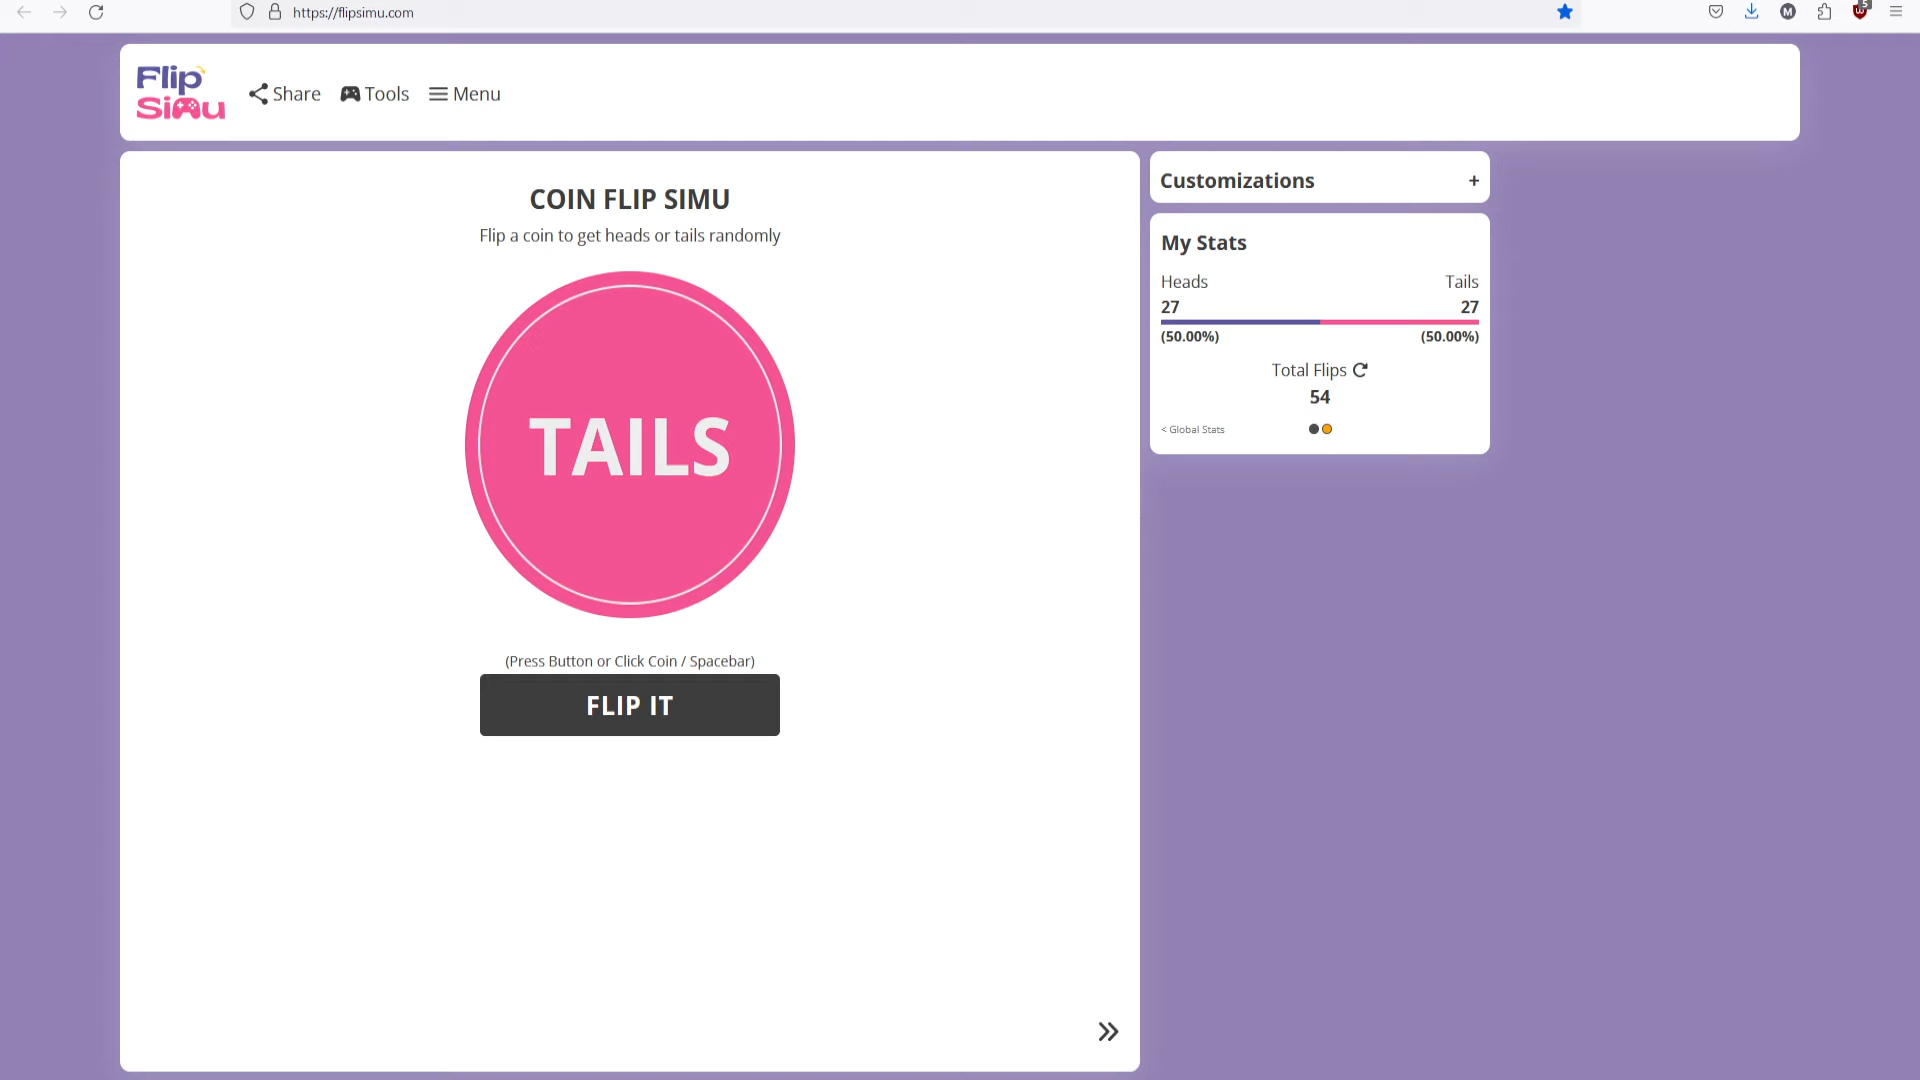 https://flipsimu.com
M
5
Flip
Simu
Share
Tools
Menu
COIN FLIP SIMU
Flip a coin to get heads or tails randomly
TAILS
(Press Button or Click Coin / Spacebar)
FLIP IT
Customizations +
My Stats
Heads Tails
27 27
(50.00%) (50.00%)
Total Flips
54
< Global Stats